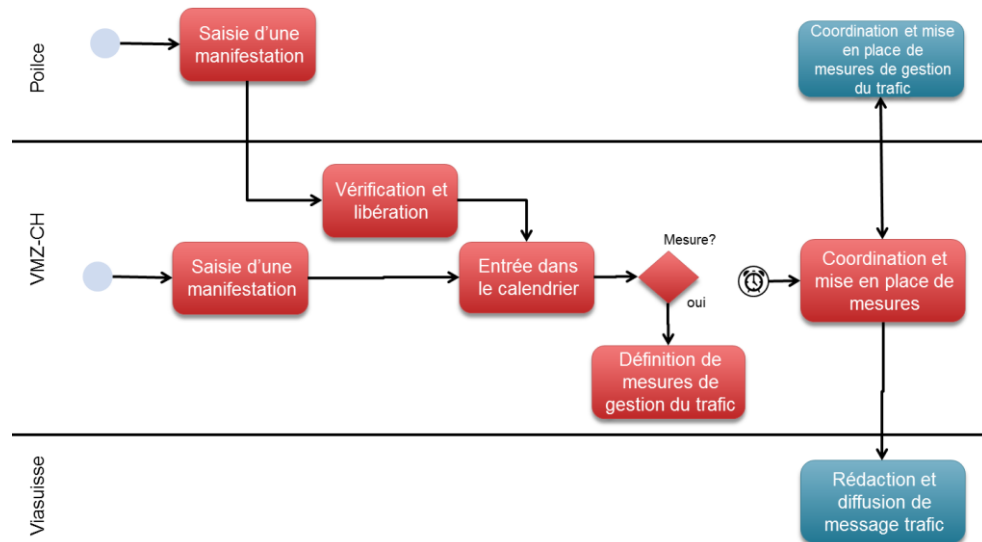 Poilce
Saisie d’une
manifestation
Coordination et mise
en place de
mesures de gestion
du trafic
VMZ-CH
Vérification et
libération
Saisie d’une
manifestation
Entrée dans
le calendrier
Mesure?
oui
Définition de
mesures de
gestion du trafic
Coordination et
mise en place de
mesures
Viasuisse
Rédaction et
diffusion de
message trafic